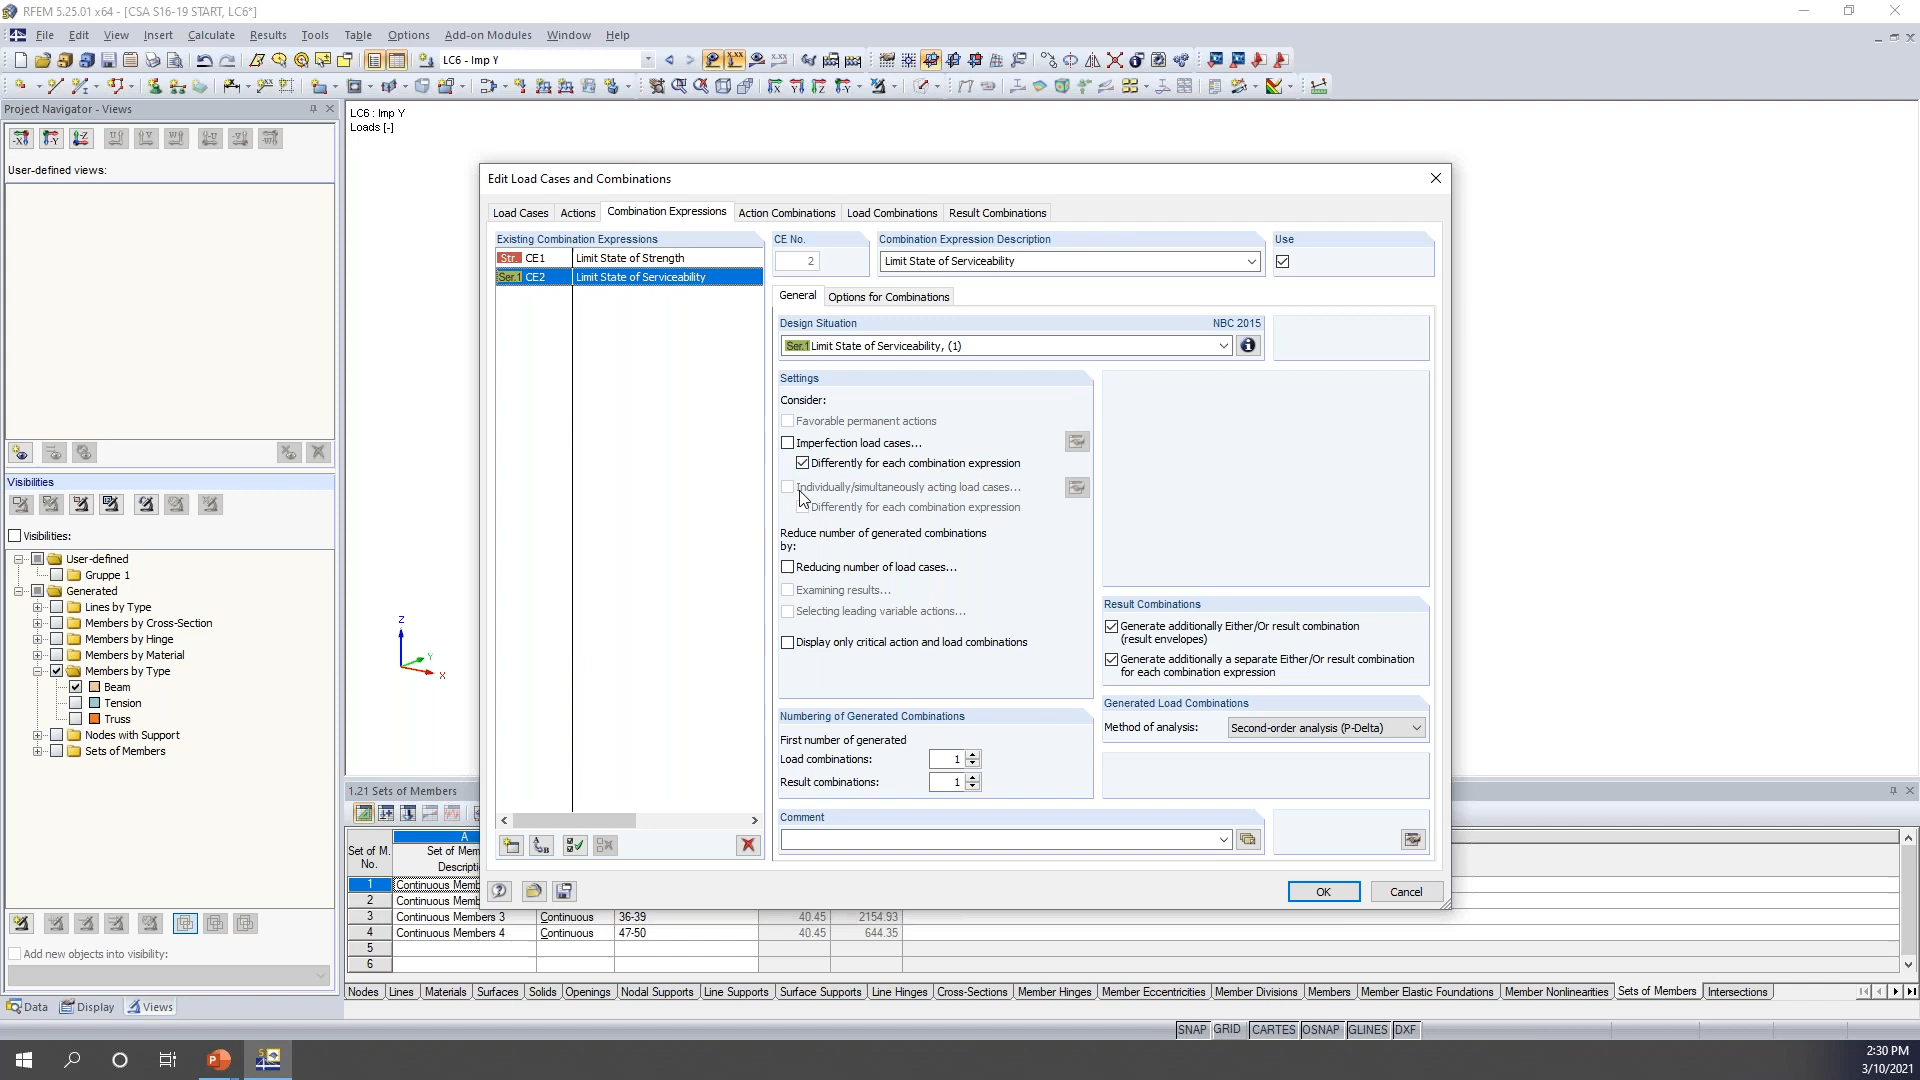 RFEM 5.25.01 x64 - [CSA S16-19 START, LC6*]
File Edit View Insert Calculate Results Tools Table Options Add-on Modules Window Help
LC6 - Imp Y
Project Navigator - Views
User-defined views:
Visibilities
Visibilities:
User-defined
Gruppe 1
Generated
Lines by Type
Members by Cross-Section
Members by Hinge
Members by Material
Members by Type
Beam
Tension
Truss
Nodes with Support
Sets of Members
Add new objects into visibility:
Data Display Views
LC6 : Imp Y
Loads [-]
Z
Y
X
Edit Load Cases and Combinations
Load Cases Actions Combination Expressions Action Combinations Load Combinations Result Combinations
Existing Combination Expressions
Str. CE1 Limit State of Strength
Ser.1 CE2 Limit State of Serviceability
CE No.
2
Combination Expression Description
Limit State of Serviceability
Use
General Options for Combinations
Design Situation NBC 2015
Ser.1 Limit State of Serviceability, (1)
Settings
Consider:
Favorable permanent actions
Imperfection load cases...
Differently for each combination expression
Individually/simultaneously acting load cases...
Differently for each combination expression
Reduce number of generated combinations
by:
Reducing number of load cases...
Examining results...
Selecting leading variable actions...
Display only critical action and load combinations
Result Combinations
Generate additionally Either/Or result combination
(result envelopes)
Generate additionally a separate Either/Or result combination
for each combination expression
Numbering of Generated Combinations
First number of generated
Load combinations: 1
Result combinations: 1
Generated Load Combinations
Method of analysis: Second-order analysis (P-Delta)
Comment
OK Cancel
1.21 Sets of Members
A
Set of M.
No.
Set of Mem
Descripti
1 Continuous Memb
2 Continuous Memb
3 Continuous Members 3 Continuous 36-39 40.45 2154.93
4 Continuous Members 4 Continuous 47-50 40.45 644.35
5
6
Nodes Lines Materials Surfaces Solids Openings Nodal Supports Line Supports Surface Supports Line Hinges Cross-Sections Member Hinges Member Eccentricities Member Divisions Members Member Elastic Foundations Member Nonlinearities Sets of Members Intersections
SNAP GRID CARTES OSNAP GLINES DXF
2:30 PM
3/10/2021